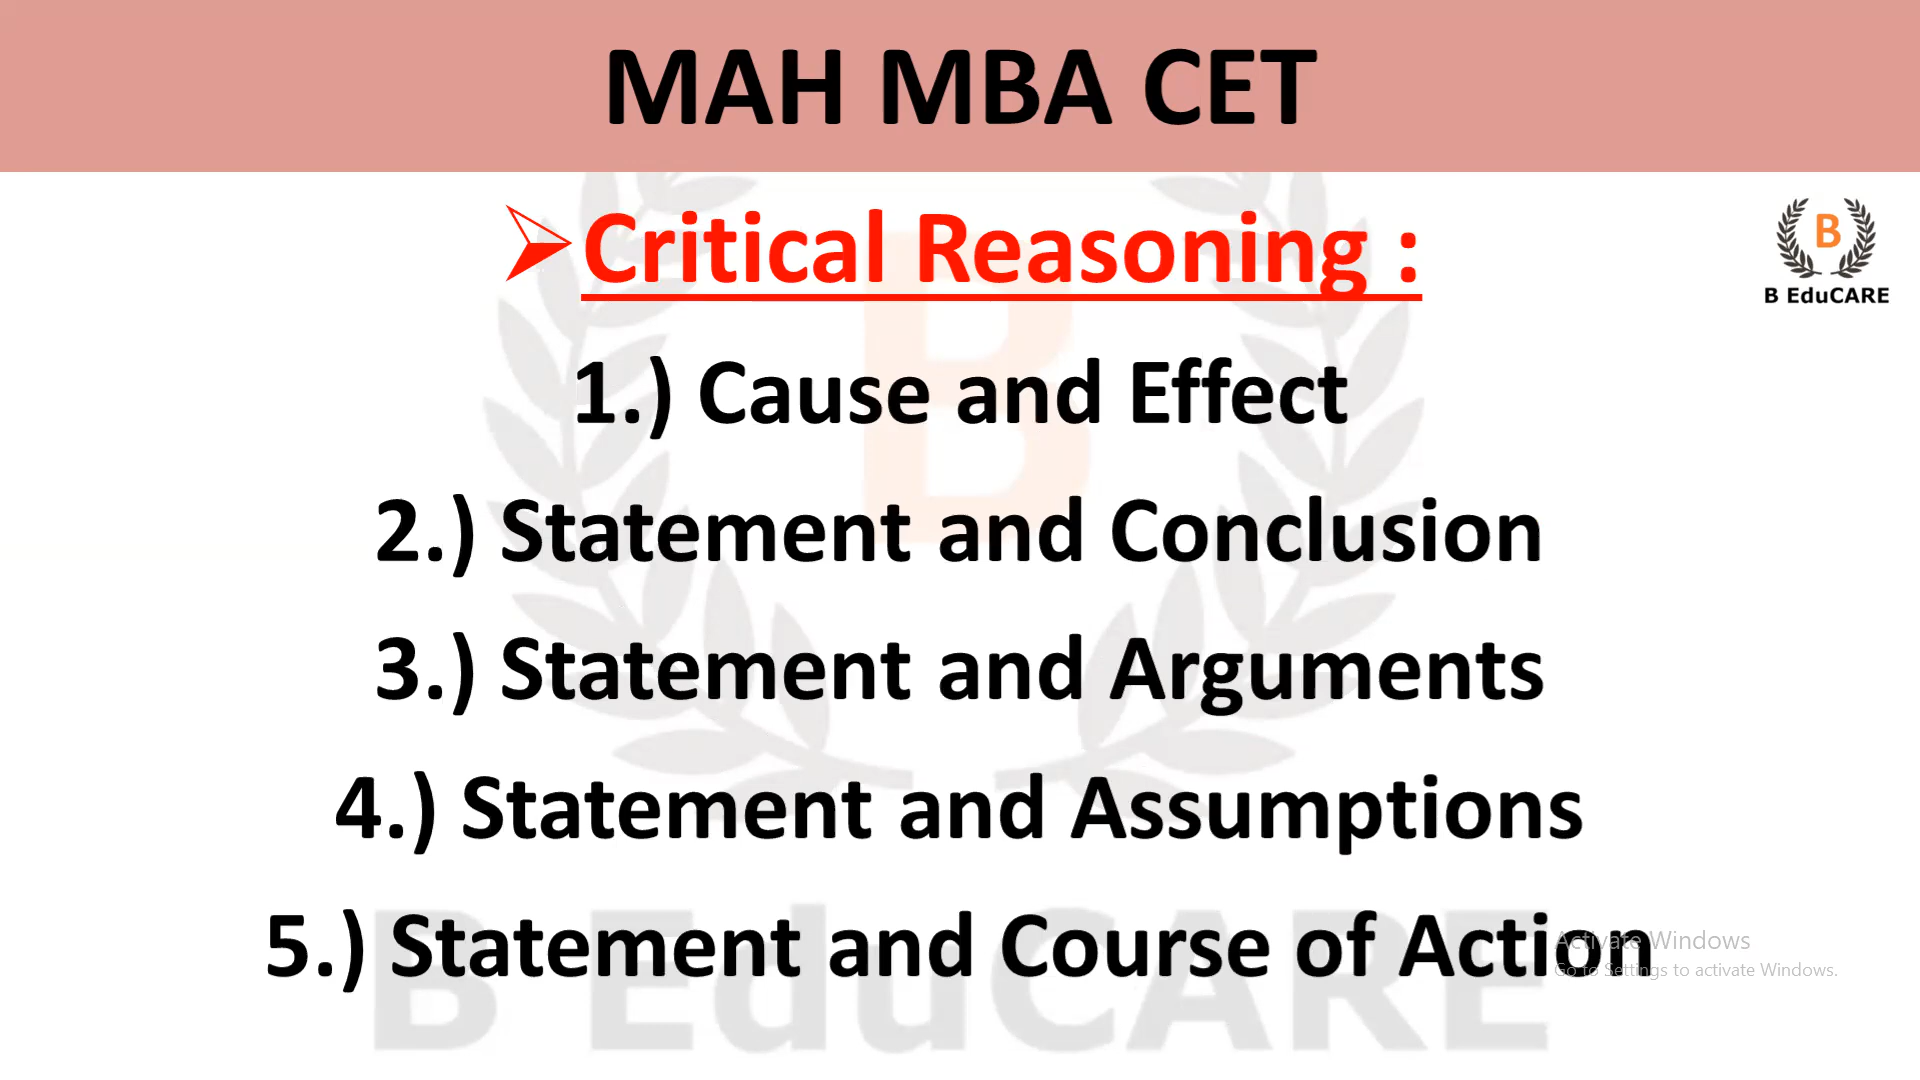 MAH MBA CET
Critical Reasoning :
B
B EduCARE
1.) Cause and Effect
2.) Statement and Conclusion
3.) Statement and Arguments
4.) Statement and Assumptions
5.) Statement and Course of Action
Activate Windows
Go to Settings to activate Windows.
B
B EduCARE